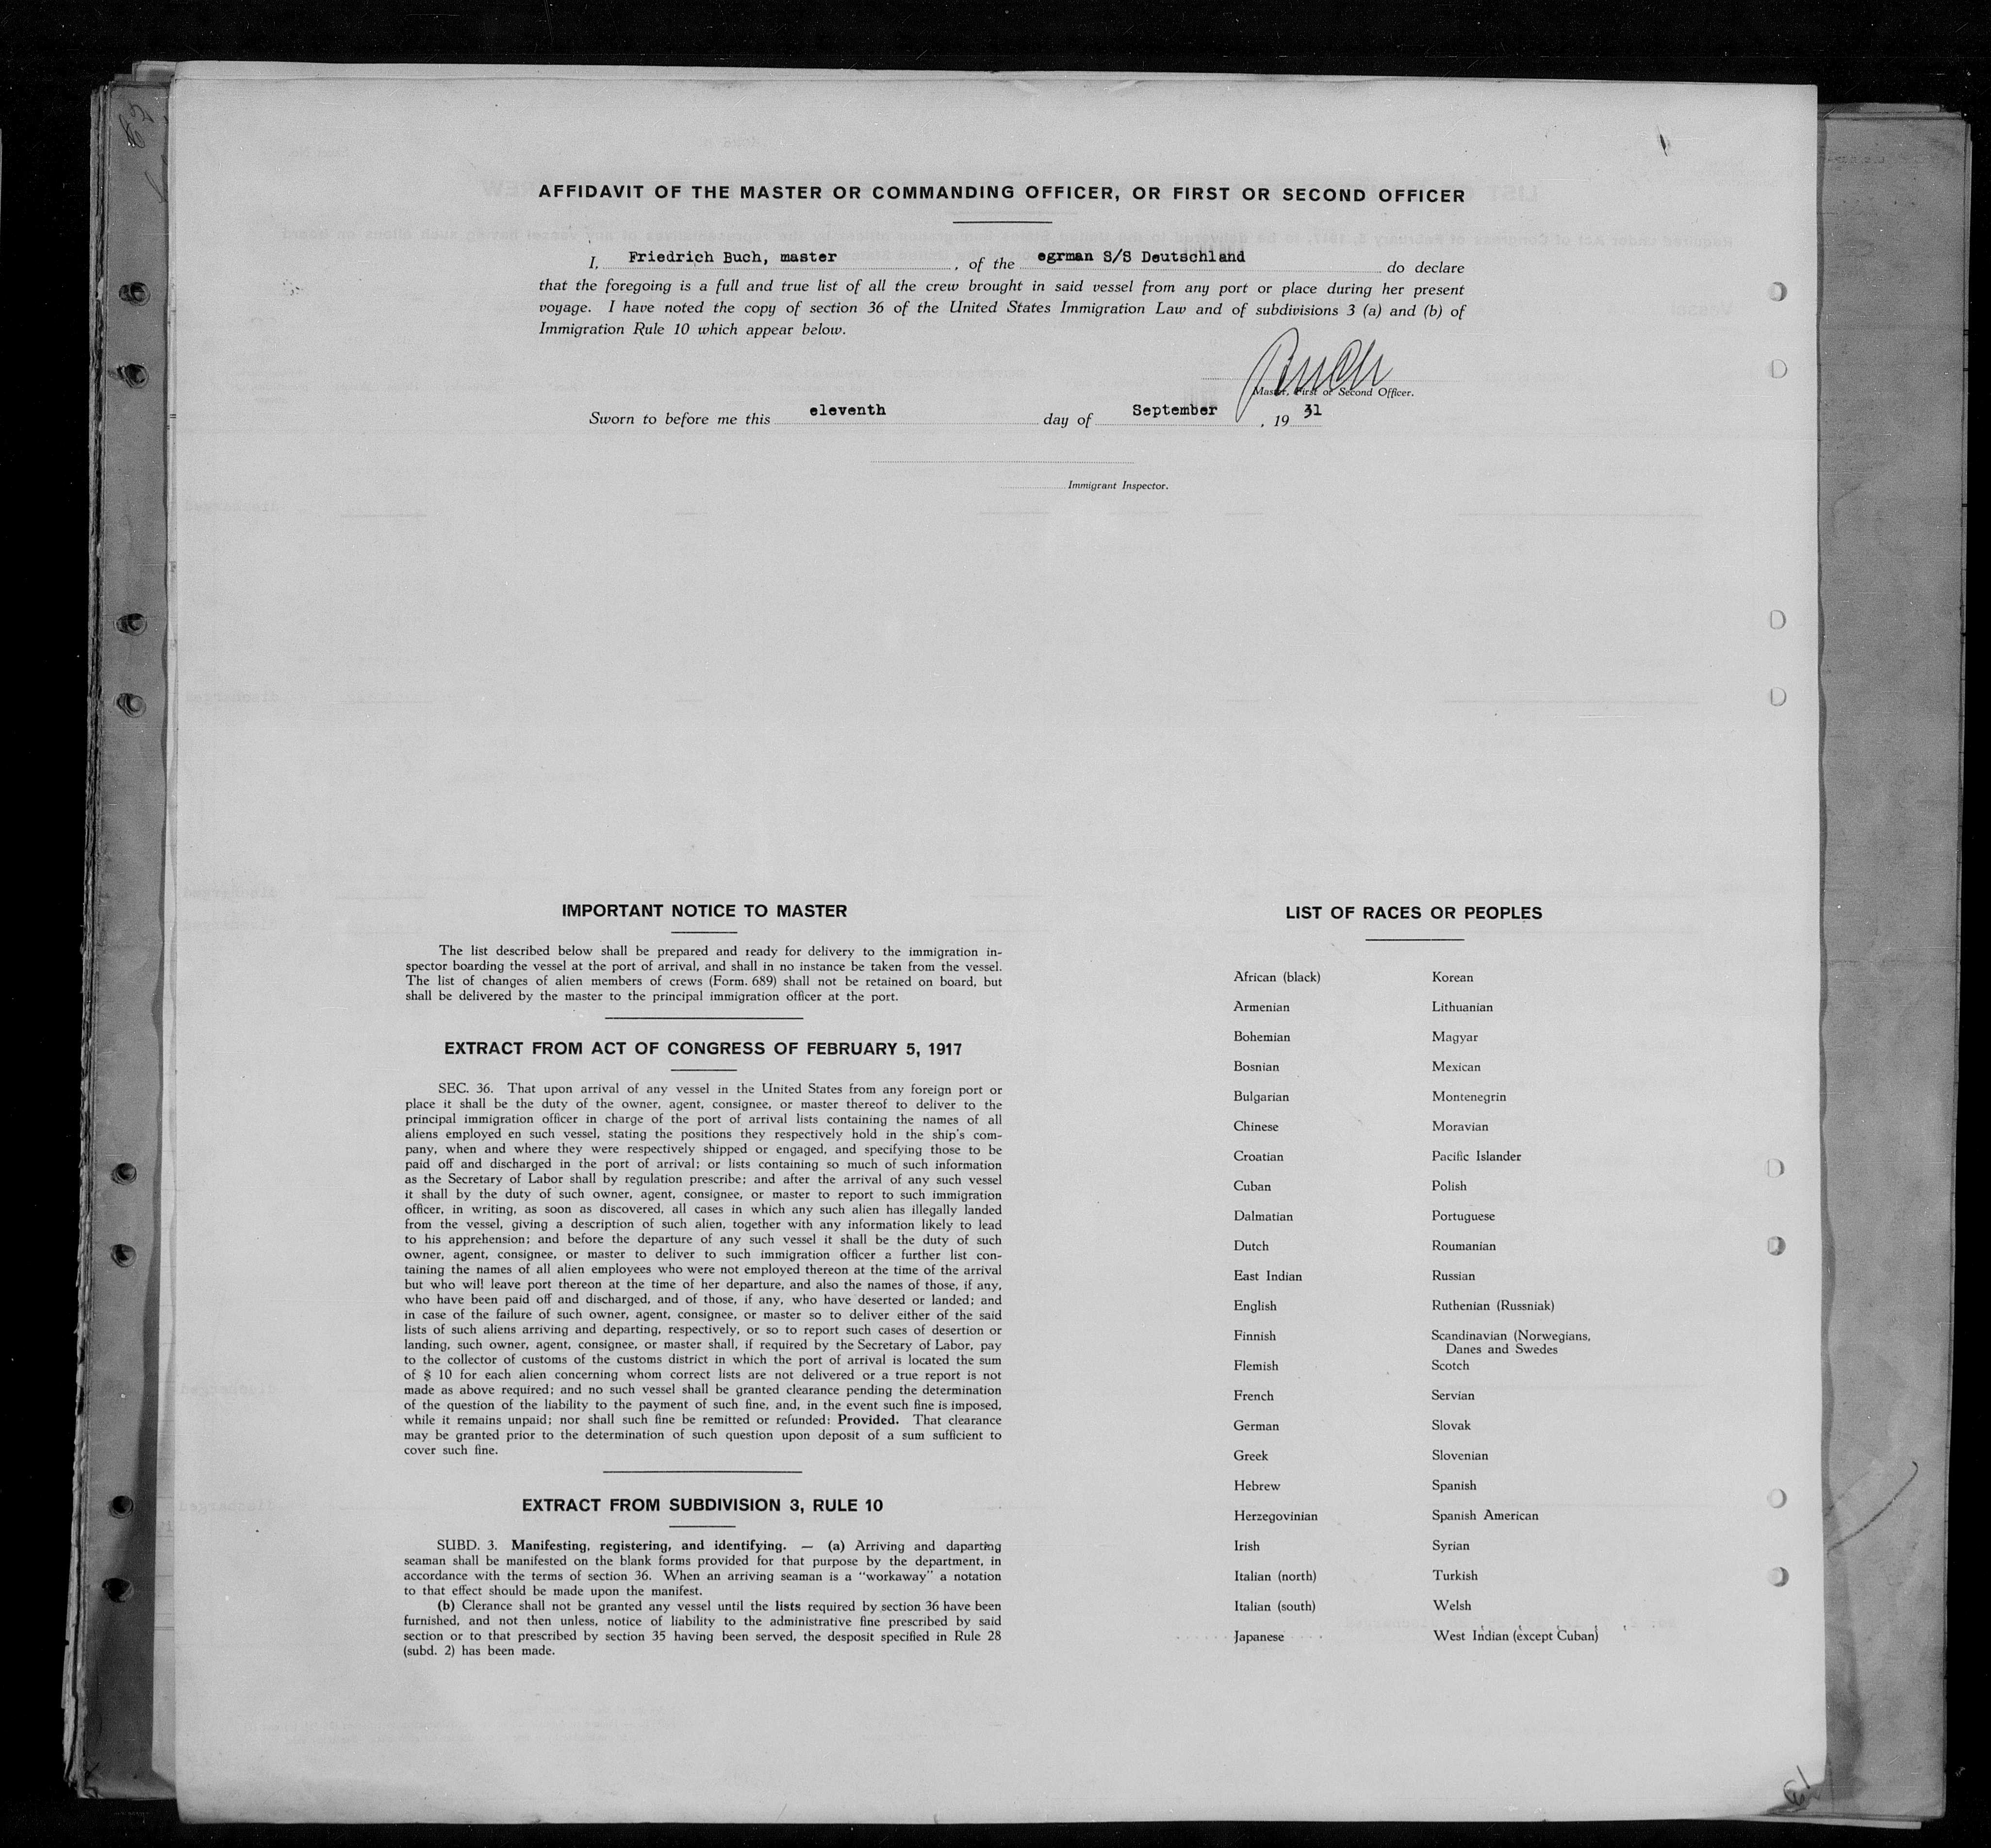 AFFIDAVIT OF THE MASTER OR COMMANDING OFFICER, OR FIRST OR SECOND OFFICER
I, Friedrich Buch, master, of the egrman S/S Deutschland do declare
that the foregoing is a full and true list of all the crew brought in said vessel from any port or place during her present
voyage. I have noted the copy of section 36 of the United States Immigration Law and of subdivisions 3 (a) and (b) of
Immigration Rule 10 which appear below.
Buch
Master, First or Second Officer.
Sworn to before me this eleventh day of September, 19 31
Immigrant Inspector.
IMPORTANT NOTICE TO MASTER
The list described below shall be prepared and ready for delivery to the immigration in-
spector boarding the vessel at the port of arrival, and shall in no instance be taken from the vessel.
The list of changes of alien members of crews (Form. 689) shall not be retained on board, but
shall be delivered by the master to the principal immigration officer at the port.
EXTRACT FROM ACT OF CONGRESS OF FEBRUARY 5, 1917
SEC. 36. That upon arrival of any vessel in the United States from any foreign port or
place it shall be the duty of the owner, agent, consignee, or master thereof to deliver to the
principal immigration officer in charge of the port of arrival lists containing the names of all
aliens employed en such vessel, stating the positions they respectively hold in the ship's com-
pany, when and where they were respectively shipped or engaged, and specifying those to be
paid off and discharged in the port of arrival; or lists containing so much of such information
as the Secretary of Labor shall by regulation prescribe; and after the arrival of any such vessel
it shall by the duty of such owner, agent, consignee, or master to report to such immigration
officer, in writing, as soon as discovered, all cases in which any such alien has illegally landed
from the vessel, giving a description of such alien, together with any information likely to lead
to his apprehension; and before the departure of any such vessel it shall be the duty of such
owner, agent, consignee, or master to deliver to such immigration officer a further list con-
taining the names of all alien employees who were not employed thereon at the time of the arrival
but who will leave port thereon at the time of her departure, and also the names of those, if any,
who have been paid off and discharged, and of those, if any, who have deserted or landed; and
in case of the failure of such owner, agent, consignee, or master so to deliver either of the said
lists of such aliens arriving and departing, respectively, or so to report such cases of desertion or
landing, such owner, agent, consignee, or master shall, if required by the Secretary of Labor, pay
to the collector of customs of the customs district in which the port of arrival is located the sum
of $ 10 for each alien concerning whom correct lists are not delivered or a true report is not
made as above required; and no such vessel shall be granted clearance pending the determination
of the question of the liability to the payment of such fine, and, in the event such fine is imposed,
while it remains unpaid; nor shall such fine be remitted or refunded: Provided. That clearance
may be granted prior to the determination of such question upon deposit of a sum sufficient to
cover such fine.
EXTRACT FROM SUBDIVISION 3, RULE 10
SUBD. 3. Manifesting, registering, and identifying. — (a) Arriving and daparting
seaman shall be manifested on the blank forms provided for that purpose by the department, in
accordance with the terms of section 36. When an arriving seaman is a "workaway" a notation
to that effect should be made upon the manifest.
(b) Clerance shall not be granted any vessel until the lists required by section 36 have been
furnished, and not then unless, notice of liability to the administrative fine prescribed by said
section or to that prescribed by section 35 having been served, the desposit specified in Rule 28
(subd. 2) has been made.
LIST OF RACES OR PEOPLES
African (black)
Armenian
Bohemian
Bosnian
Bulgarian
Chinese
Croatian
Cuban
Dalmatian
Dutch
East Indian
English
Finnish
Flemish
French
German
Greek
Hebrew
Herzegovinian
Irish
Italian (north)
Italian (south)
Japanese
Korean
Lithuanian
Magyar
Mexican
Montenegrin
Moravian
Pacific Islander
Polish
Portuguese
Roumanian
Russian
Ruthenian (Russniak)
Scandinavian (Norwegians,
Danes and Swedes
Scotch
Servian
Slovak
Slovenian
Spanish
Spanish American
Syrian
Turkish
Welsh
West Indian (except Cuban)